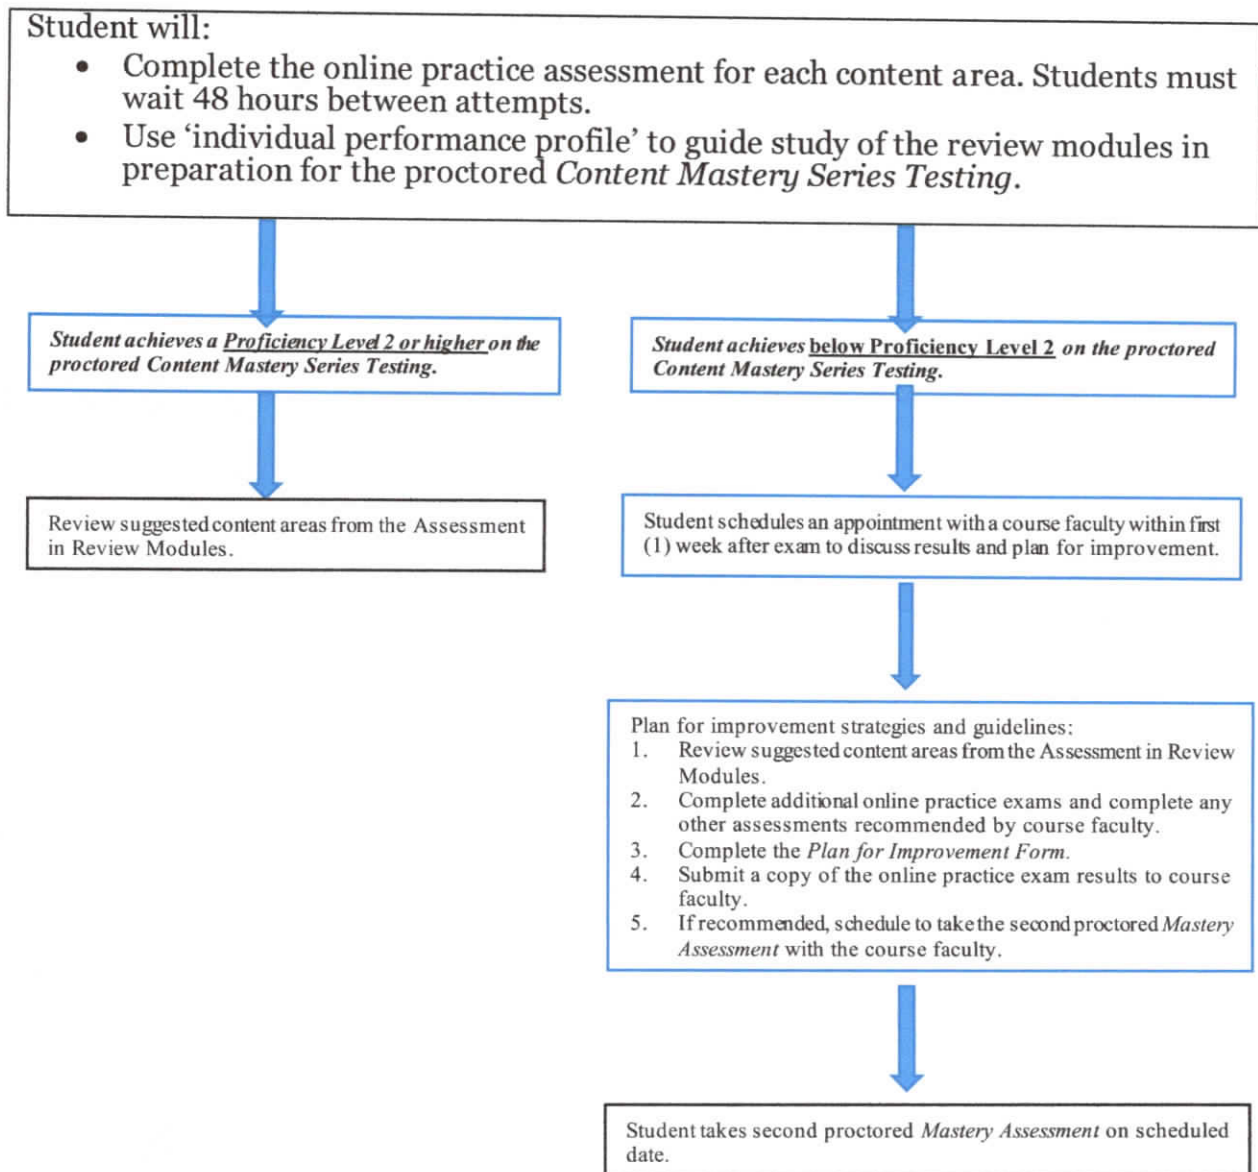 Student will:
• Complete the online practice assessment for each content area. Students must
wait 48 hours between attempts.
• Use ‘individual performance profile’ to guide study of the review modules in
preparation for the proctored Content Mastery Series Testing.
Student achieves a Proficiency Level 2 or higher on the
proctored Content Mastery Series Testing.
Review suggested content areas from the Assessment
in Review Modules.
Student achieves below Proficiency Level 2 on the proctored
Content Mastery Series Testing.
Student schedules an appointment with a course faculty within first
(1) week after exam to discuss results and plan for improvement.
Plan for improvement strategies and guidelines:
1. Review suggested content areas from the Assessment in Review
Modules.
2. Complete additional online practice exams and complete any
other assessments recommended by course faculty.
3. Complete the Plan for Improvement Form.
4. Submit a copy of the online practice exam results to course
faculty.
5. If recommended, schedule to take the second proctored Mastery
Assessment with the course faculty.
Student takes second proctored Mastery Assessment on scheduled
date.